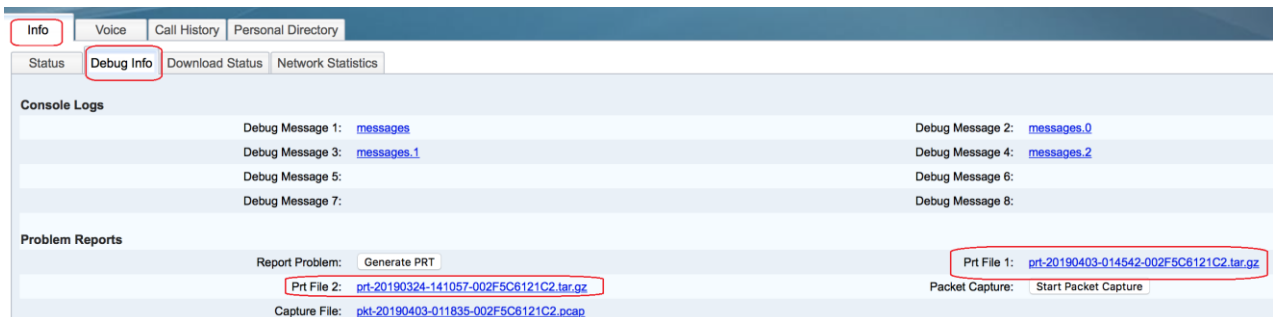 Info Voice Call History Personal Directory
Status Debug Info Download Status Network Statistics
Console Logs
Debug Message 1: messages Debug Message 2: messages.0
Debug Message 3: messages.1 Debug Message 4: messages.2
Debug Message 5: Debug Message 6:
Debug Message 7: Debug Message 8:
Problem Reports
Report Problem: Generate PRT Prt File 1: prt-20190403-014542-002F5C6121C2.tar.gz
Prt File 2: prt-20190324-141057-002F5C6121C2.tar.gz Packet Capture: Start Packet Capture
Capture File: pkt-20190403-011835-002F5C6121C2.pcap